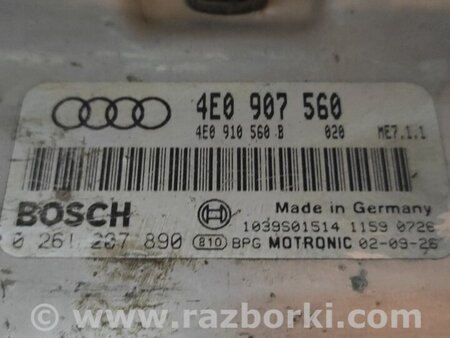 4E0 907 560
4E0 910 560 B 020 ME7.1.1
BOSCH
Made in Germany
1039S01514 1159 0726
0 261 207 890 810 BPG MOTRONIC 02-09-26
© www.razborki.com/